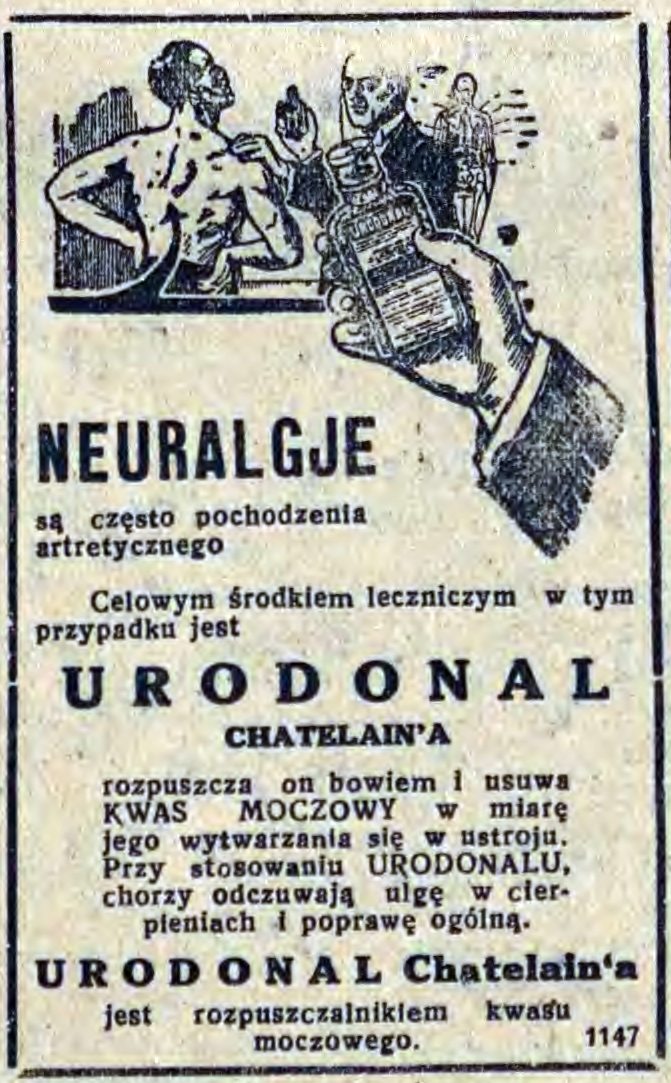 URODONAL
NEURALGJE
są często pochodzenia
artretycznego
Celowym środkiem leczniczym w tym
przypadku jest
URODONAL
CHATELAIN'A
rozpuszcza on bowiem i usuwa
KWAS MOCZOWY w miarę
jego wytwarzania się w ustroju.
Przy stosowaniu URODONALU,
chorzy odczuwają ulgę w cier-
pieniach i poprawę ogólną.
URODONAL Chatelain‘a
jest rozpuszczalnikiem kwasu
moczowego.
1147